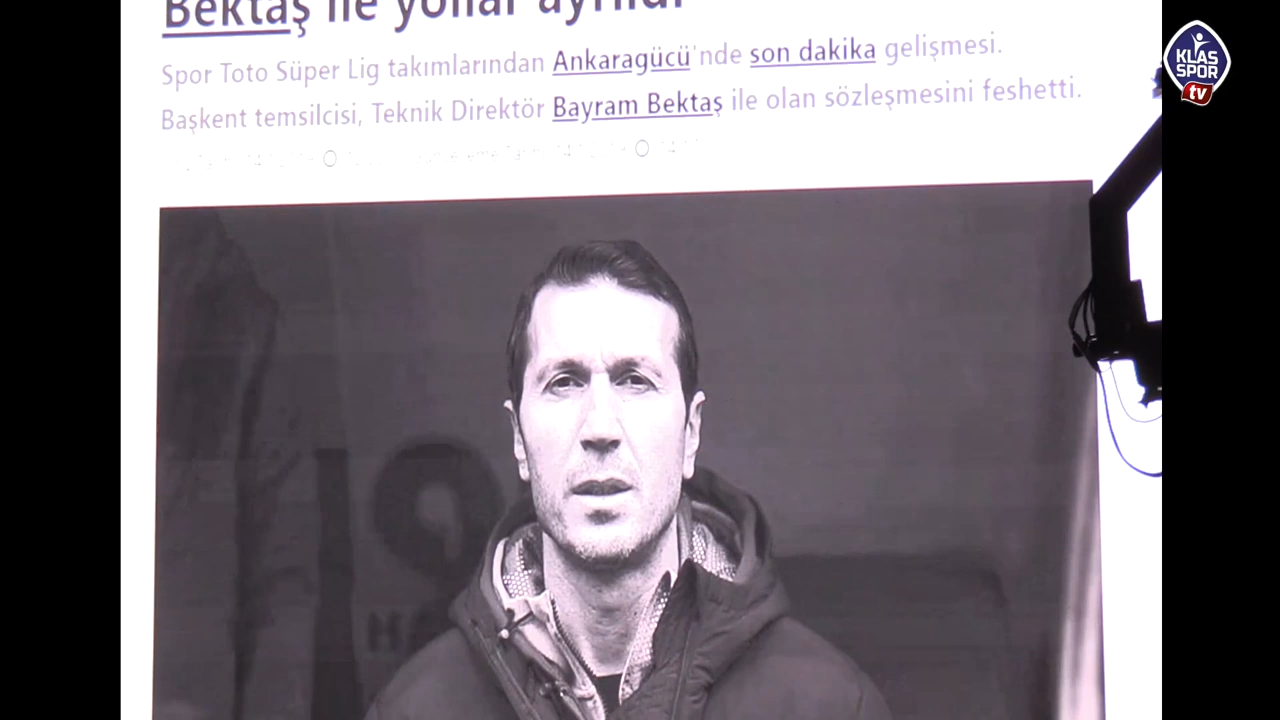 Bektaş ile yollar ayrıldı
Spor Toto Süper Lig takımlarından Ankaragücü'nde son dakika gelişmesi.
Başkent temsilcisi, Teknik Direktör Bayram Bektaş ile olan sözleşmesini feshetti.
KLAS
SPOR
tv